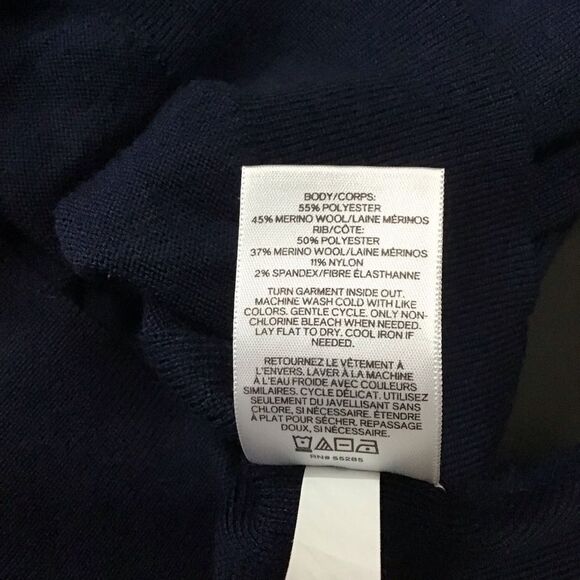 BODY/CORPS:
55% POLYESTER
45% MERINO WOOL/LAINE MÉRINOS
RIB/CÔTE:
50% POLYESTER
37% MERINO WOOL/LAINE MÉRINOS
11% NYLON
2% SPANDEX/FIBRE ÉLASTHANNE
TURN GARMENT INSIDE OUT.
MACHINE WASH COLD WITH LIKE
COLORS. GENTLE CYCLE. ONLY NON-
CHLORINE BLEACH WHEN NEEDED.
LAY FLAT TO DRY. COOL IRON IF
NEEDED.
RETOURNEZ LE VÊTEMENT À
L'ENVERS. LAVER À LA MACHINE
À L'EAU FROIDE AVEC COULEURS
SIMILAIRES. CYCLE DÉLICAT. UTILISEZ
SEULEMENT DU JAVELLISANT SANS
CHLORE, SI NÉCESSAIRE. ÉTENDRE
À PLAT POUR SÉCHER. REPASSAGE
DOUX, SI NÉCESSAIRE.
RN# 55285